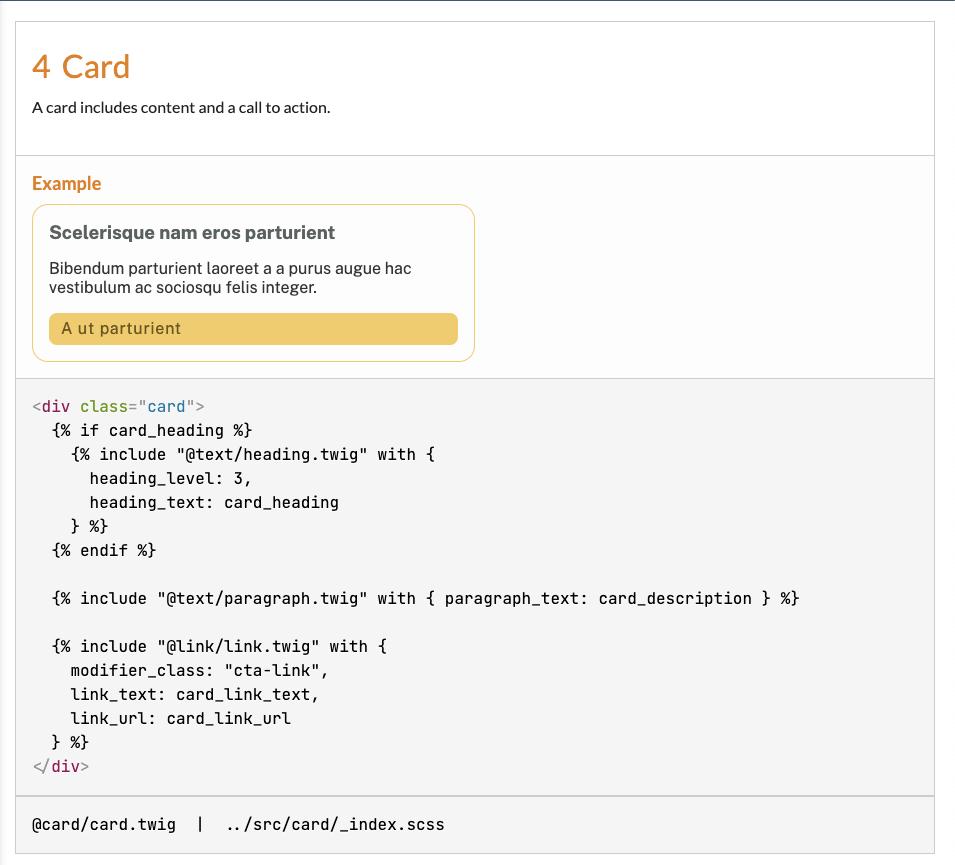 4 Card
A card includes content and a call to action.
Example
Scelerisque nam eros parturient
Bibendum parturient laoreet a a purus augue hac
vestibulum ac sociosqu felis integer.
A ut parturient
<div class="card">
  {% if card_heading %}
    {% include "@text/heading.twig" with {
      heading_level: 3,
      heading_text: card_heading
    } %}
  {% endif %}

  {% include "@text/paragraph.twig" with { paragraph_text: card_description } %}

  {% include "@link/link.twig" with {
    modifier_class: "cta-link",
    link_text: card_link_text,
    link_url: card_link_url
  } %}
</div>
@card/card.twig | ../src/card/_index.scss